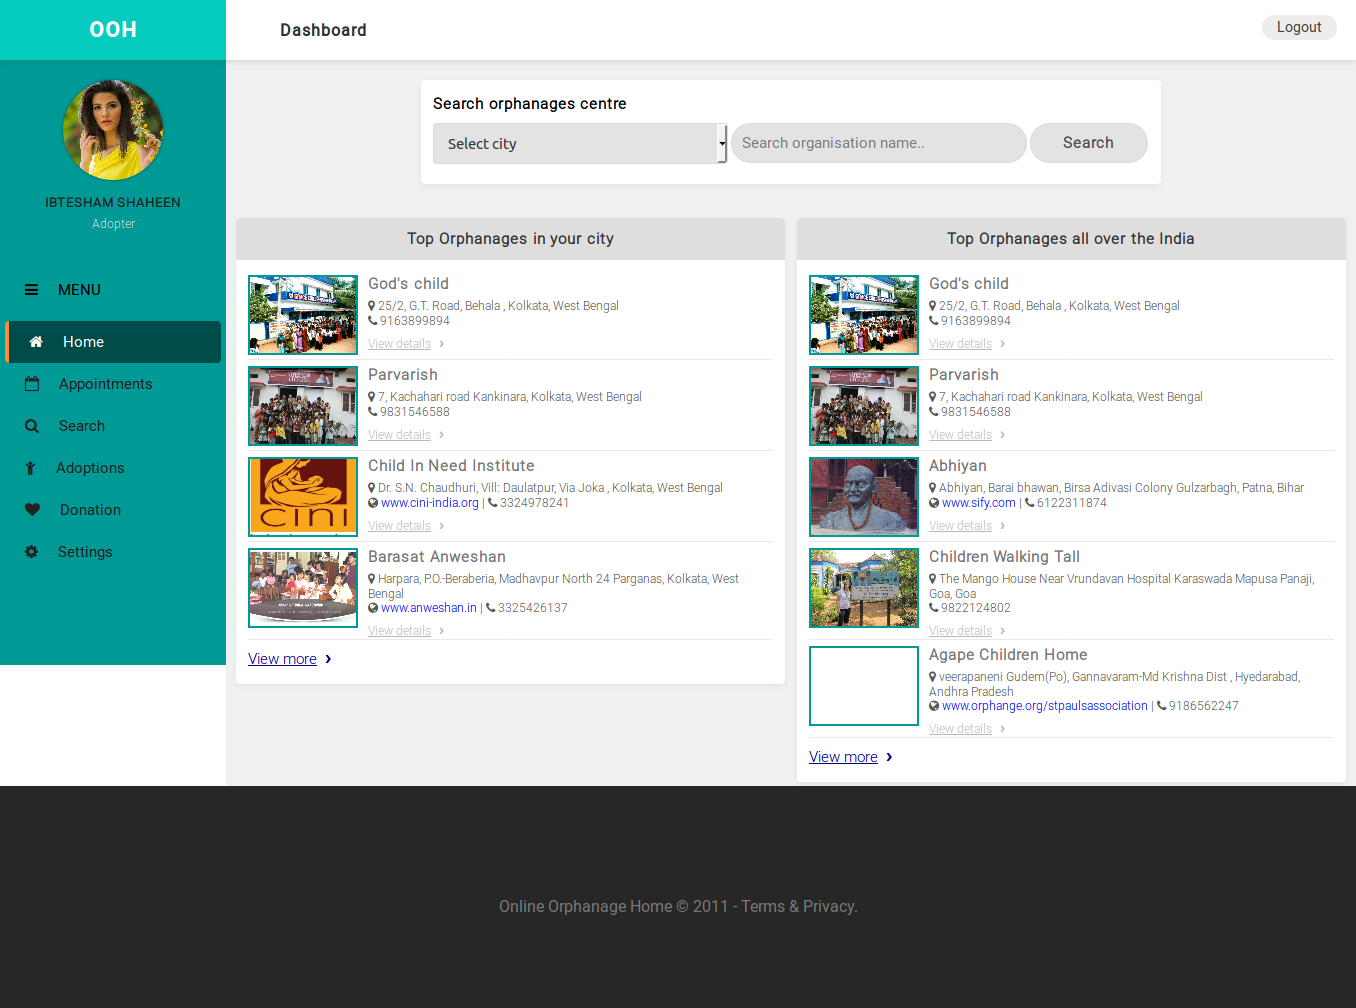 OOH
Dashboard
Logout
IBTESHAM SHAHEEN
Adopter
MENU
Home
Appointments
Search
Adoptions
Donation
Settings
Search orphanages centre
Select city
Search organisation name..
Search
Top Orphanages in your city
God's child
25/2, G.T. Road, Behala , Kolkata, West Bengal
9163899894
View details ›
Parvarish
7, Kachahari road Kankinara, Kolkata, West Bengal
9831546588
View details ›
cini
Child In Need Institute
Dr. S.N. Chaudhuri, Vill: Daulatpur, Via Joka , Kolkata, West Bengal
www.cini-india.org | 3324978241
View details ›
Barasat Anweshan
Harpara, P.O.-Beraberia, Madhavpur North 24 Parganas, Kolkata, West
Bengal
www.anweshan.in | 3325426137
View details ›
View more ›
Top Orphanages all over the India
God's child
25/2, G.T. Road, Behala , Kolkata, West Bengal
9163899894
View details ›
Parvarish
7, Kachahari road Kankinara, Kolkata, West Bengal
9831546588
View details ›
Abhiyan
Abhiyan, Barai bhawan, Birsa Adivasi Colony Gulzarbagh, Patna, Bihar
www.sify.com | 6122311874
View details ›
Children Walking Tall
The Mango House Near Vrundavan Hospital Karaswada Mapusa Panaji,
Goa, Goa
9822124802
View details ›
Agape Children Home
veerapaneni Gudem(Po), Gannavaram-Md Krishna Dist , Hyedarabad,
Andhra Pradesh
www.orphange.org/stpaulsassociation | 9186562247
View details ›
View more ›
Online Orphanage Home © 2011 - Terms & Privacy.